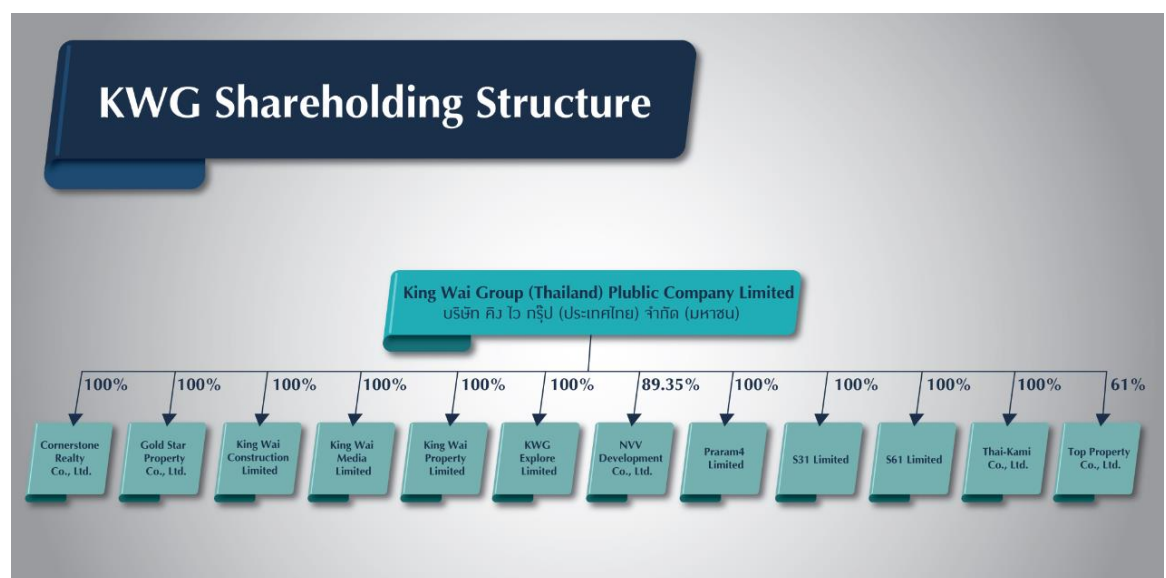 KWG Shareholding Structure
King Wai Group (Thailand) Plublic Company Limited
บริษัท คิง ไว กรุ๊ป (ประเทศไทย) จำกัด (มหาชน)
100%
100%
100%
100%
100%
100%
89.35%
100%
100%
100%
100%
61%
Cornerstone
Realty
Co., Ltd.
Gold Star
Property
Co., Ltd.
King Wai
Construction
Limited
King Wai
Media
Limited
King Wai
Property
Limited
KWG
Explore
Limited
NVV
Development
Co., Ltd.
Praram4
Limited
S31 Limited
S61 Limited
Thai-Kami
Co., Ltd.
Top Property
Co., Ltd.